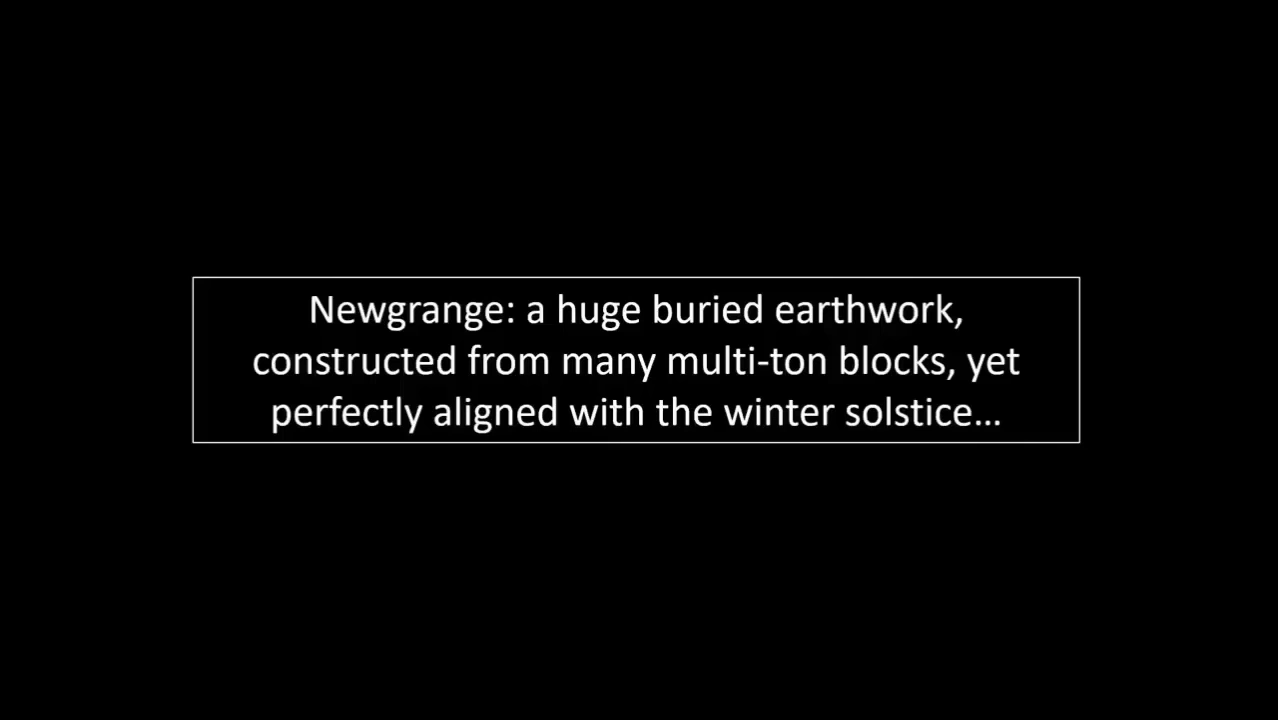 Newgrange: a huge buried earthwork,
constructed from many multi-ton blocks, yet
perfectly aligned with the winter solstice…